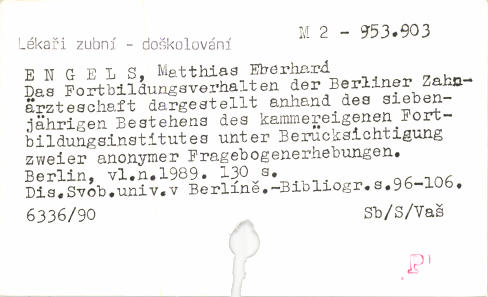 M 2 - 953.903
Lékaři zubní - doškolování
E N G E L S, Matthias Eberhard
Das Fortbildungsverhalten der Berliner Zahn-
ärzteschaft dargestellt anhand des sieben-
jährigen Bestehens des kammereigenen Fort-
bildungsinstitutes unter Berücksichtigung
zweier anonymer Fragebogenerhebungen.
Berlin, vl.n.1989. 130 s.
Dis.Svob.univ.v Berlíně.-Bibliogr.s.96-106.
6336/90 Sb/S/Vaš
P